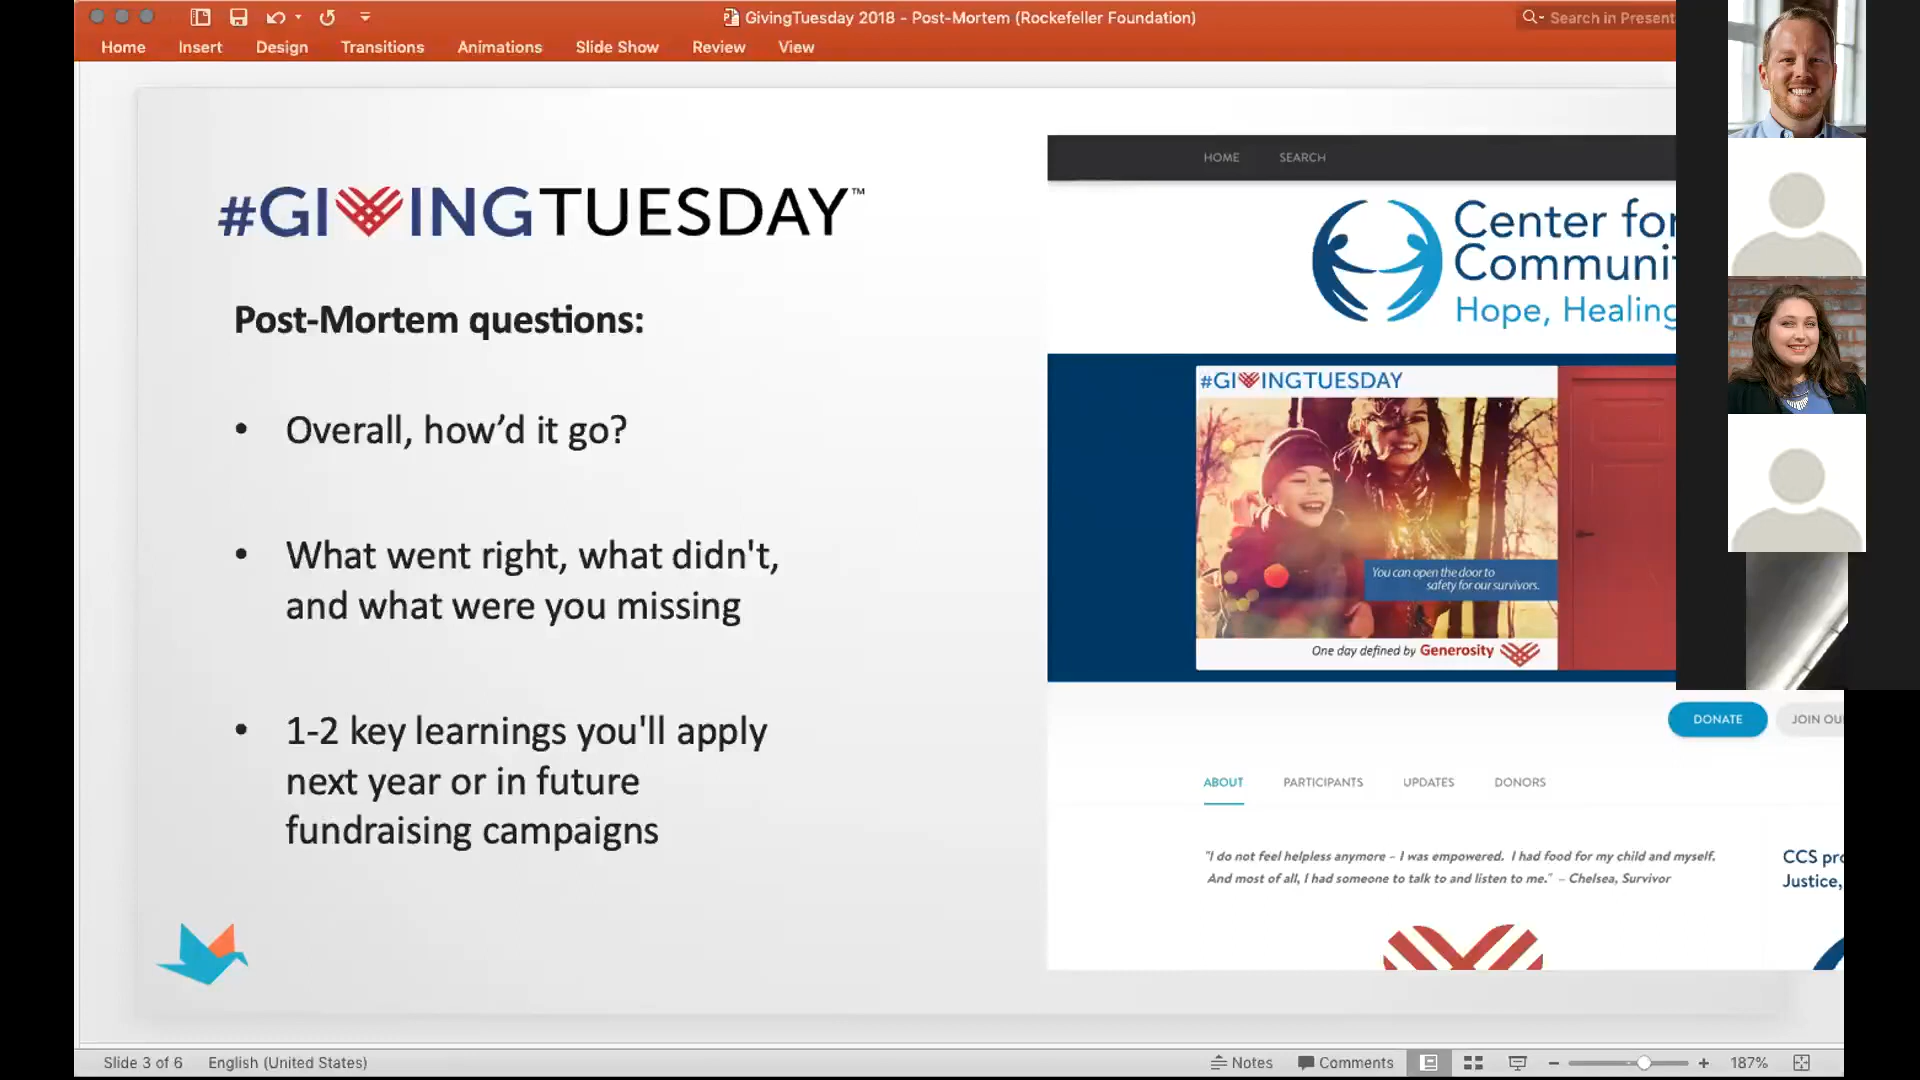 GivingTuesday 2018 - Post-Mortem (Rockefeller Foundation)
Search in Present
Home Insert Design Transitions Animations Slide Show Review View
#GIVINGTUESDAY™
Post-Mortem questions:
• Overall, how’d it go?
• What went right, what didn't,
and what were you missing
• 1-2 key learnings you'll apply
next year or in future
fundraising campaigns
HOME SEARCH
Center for
Communi
Hope, Healing
#GIVINGTUESDAY
You can open the door to
safety for our survivors.
One day defined by Generosity
DONATE JOIN OU
ABOUT PARTICIPANTS UPDATES DONORS
"I do not feel helpless anymore – I was empowered. I had food for my child and myself.
And most of all, I had someone to talk to and listen to me." – Chelsea, Survivor
CCS pro
Justice,
Slide 3 of 6 English (United States) Notes Comments 187%